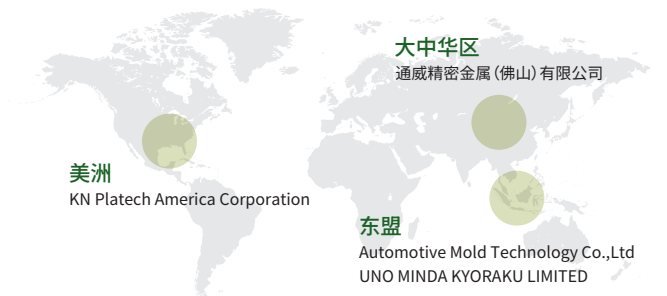 大中华区
通威精密金属（佛山）有限公司
美洲
KN Platech America Corporation
东盟
Automotive Mold Technology Co.,Ltd
UNO MINDA KYORAKU LIMITED